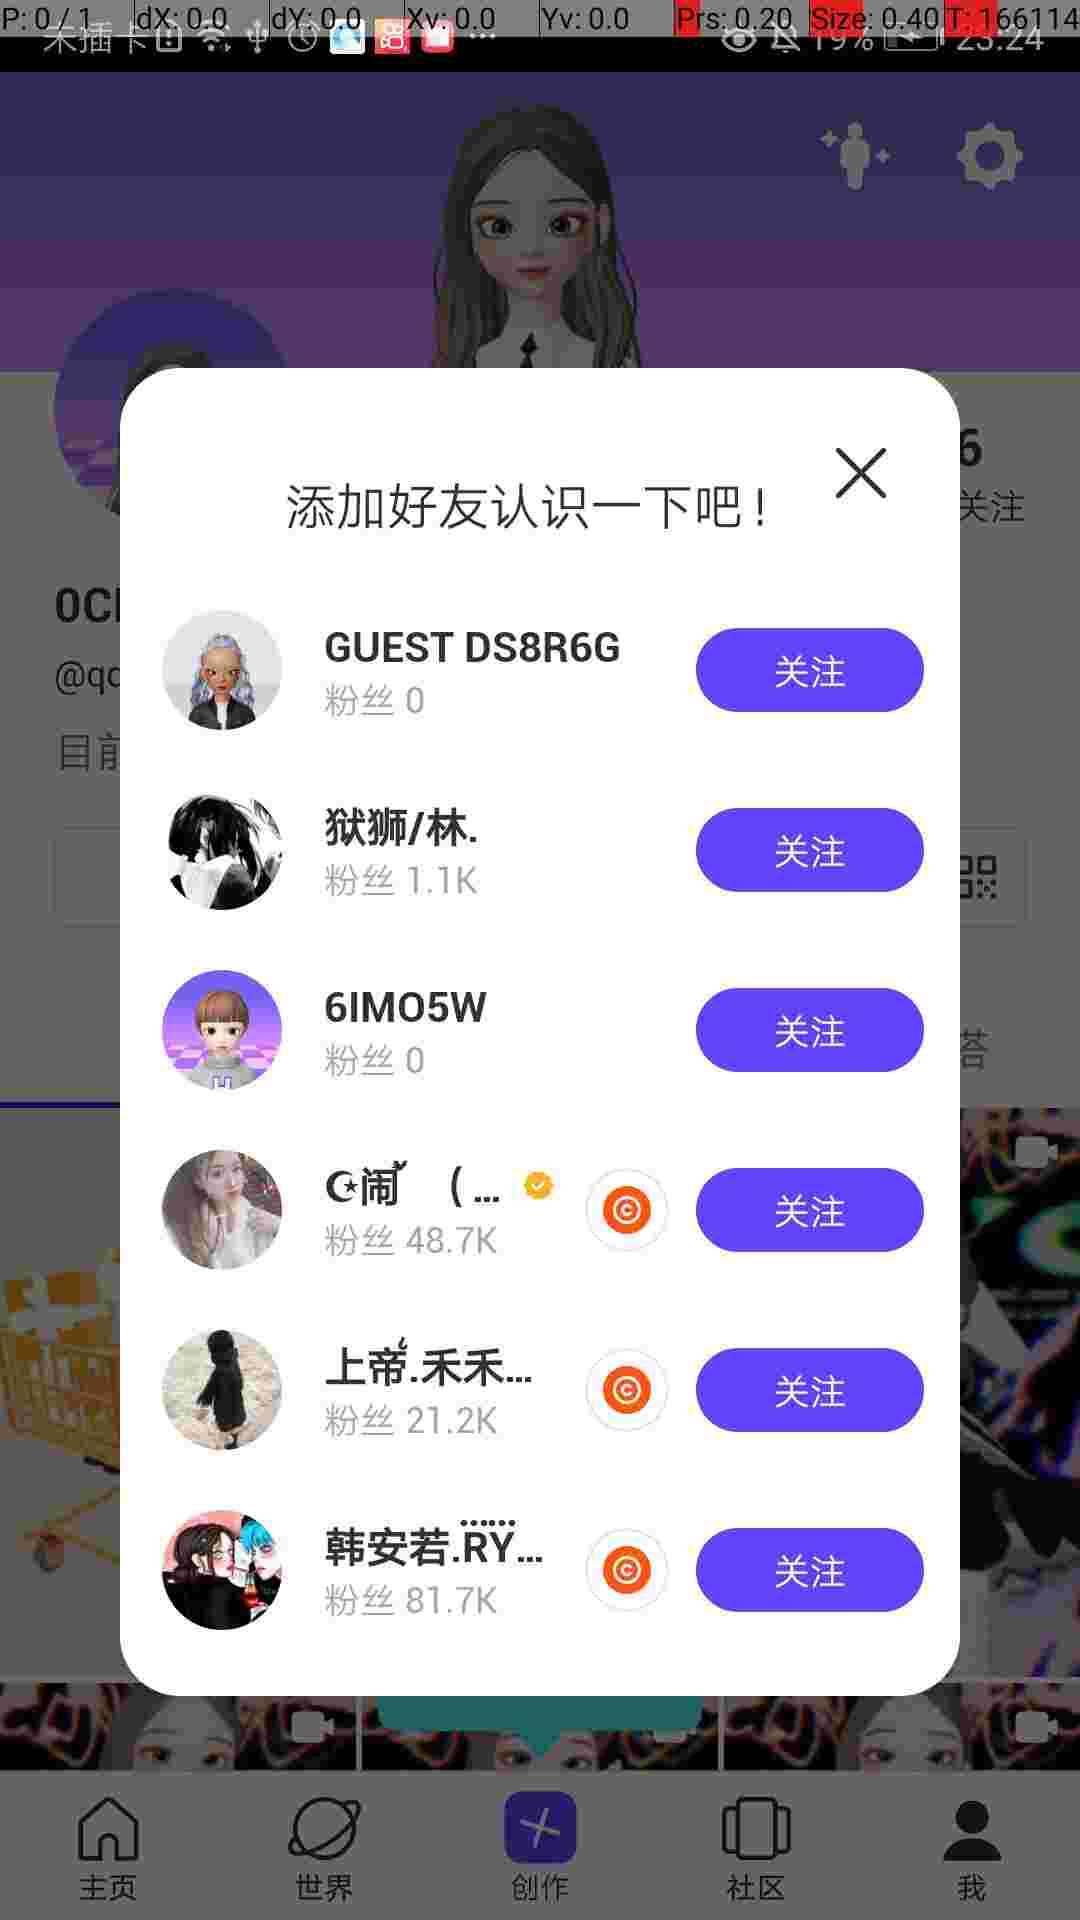 P: 0 / 1 dX: 0.0 dY: 0.0 Xv: 0.0 Yv: 0.0 Prs: 0.20 Size: 0.40 T: 166114
未插卡 19% 23:24
6
关注
添加好友认识一下吧!
0C
@qc
目前
GUEST DS8R6G
粉丝 0
关注
狱狮/林.
粉丝 1.1K
关注
6IMO5W
粉丝 0
关注
答
☪闹 ( ...
粉丝 48.7K
关注
上帝.禾禾...
粉丝 21.2K
关注
韩安若.RY...
粉丝 81.7K
关注
主页
世界
创作
社区
我